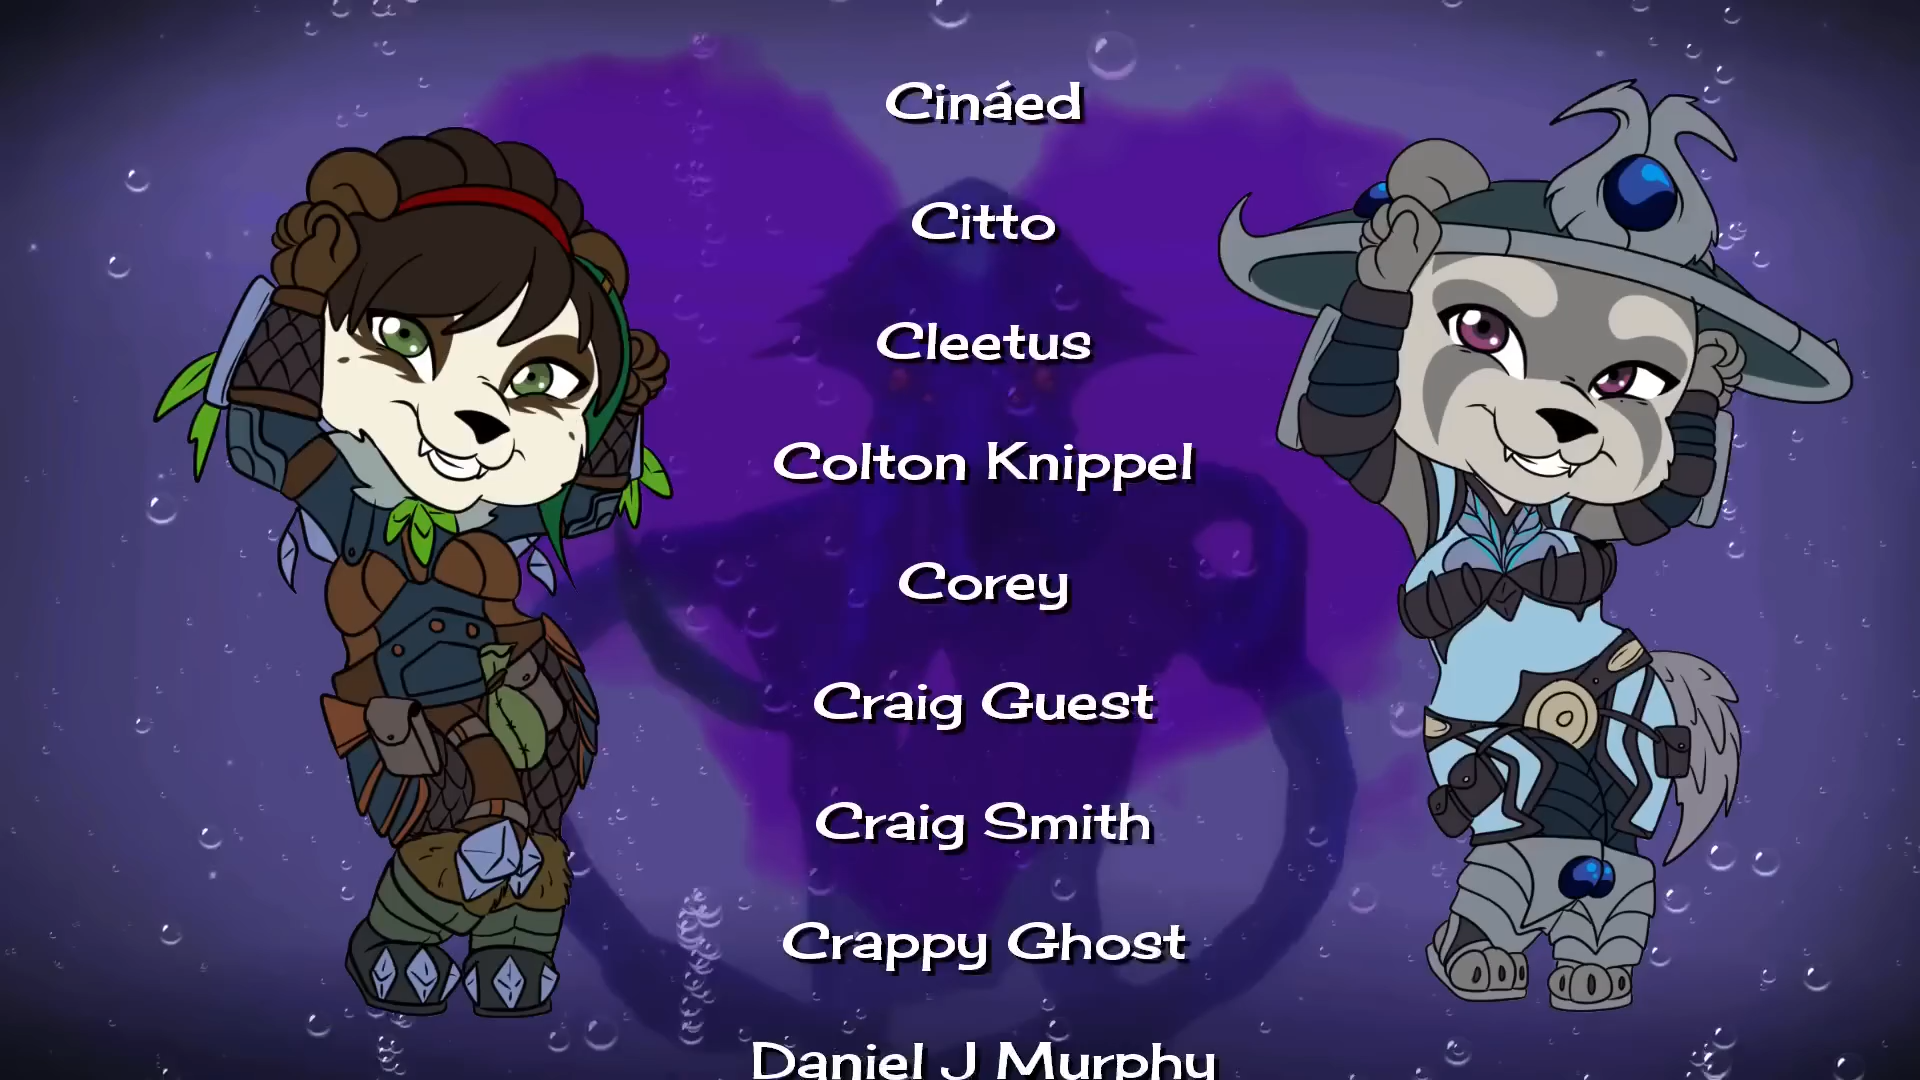 Cináed
Citto
Cleetus
Colton Knippel
Corey
Craig Guest
Craig Smith
Crappy Ghost
Daniel J Murphy